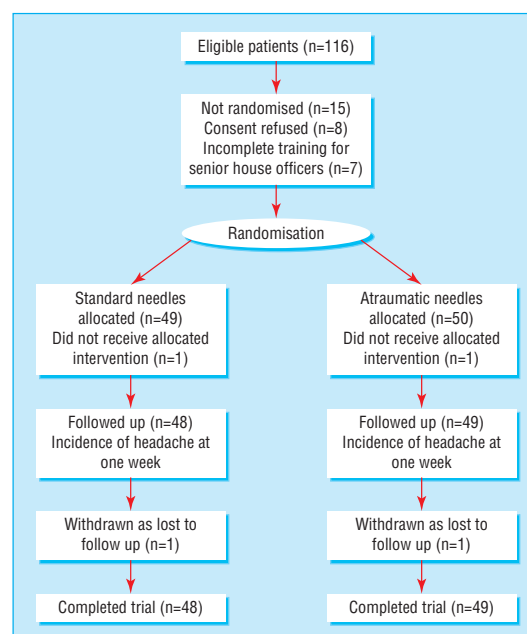 Eligible patients (n=116)
Not randomised (n=15)
Consent refused (n=8)
Incomplete training for
senior house officers (n=7)
Randomisation
Standard needles
allocated (n=49)
Did not receive allocated
intervention (n=1)
Atraumatic needles
allocated (n=50)
Did not receive allocated
intervention (n=1)
Followed up (n=48)
Incidence of headache at
one week
Followed up (n=49)
Incidence of headache at
one week
Withdrawn as lost to
follow up (n=1)
Withdrawn as lost to
follow up (n=1)
Completed trial (n=48)
Completed trial (n=49)